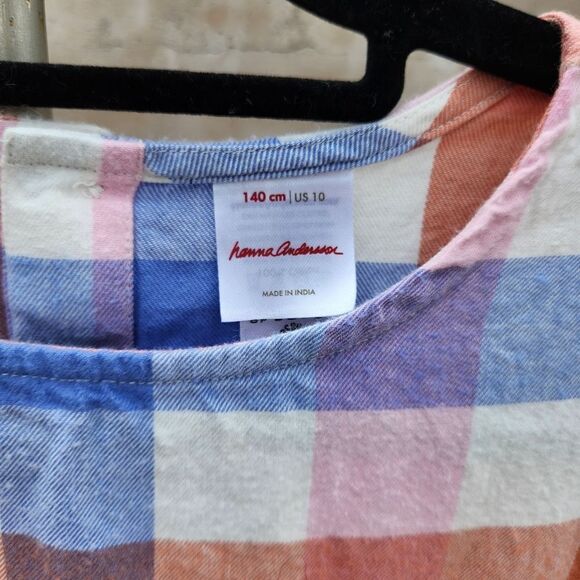 140 cm | US 10
hanna andersson
MADE IN INDIA